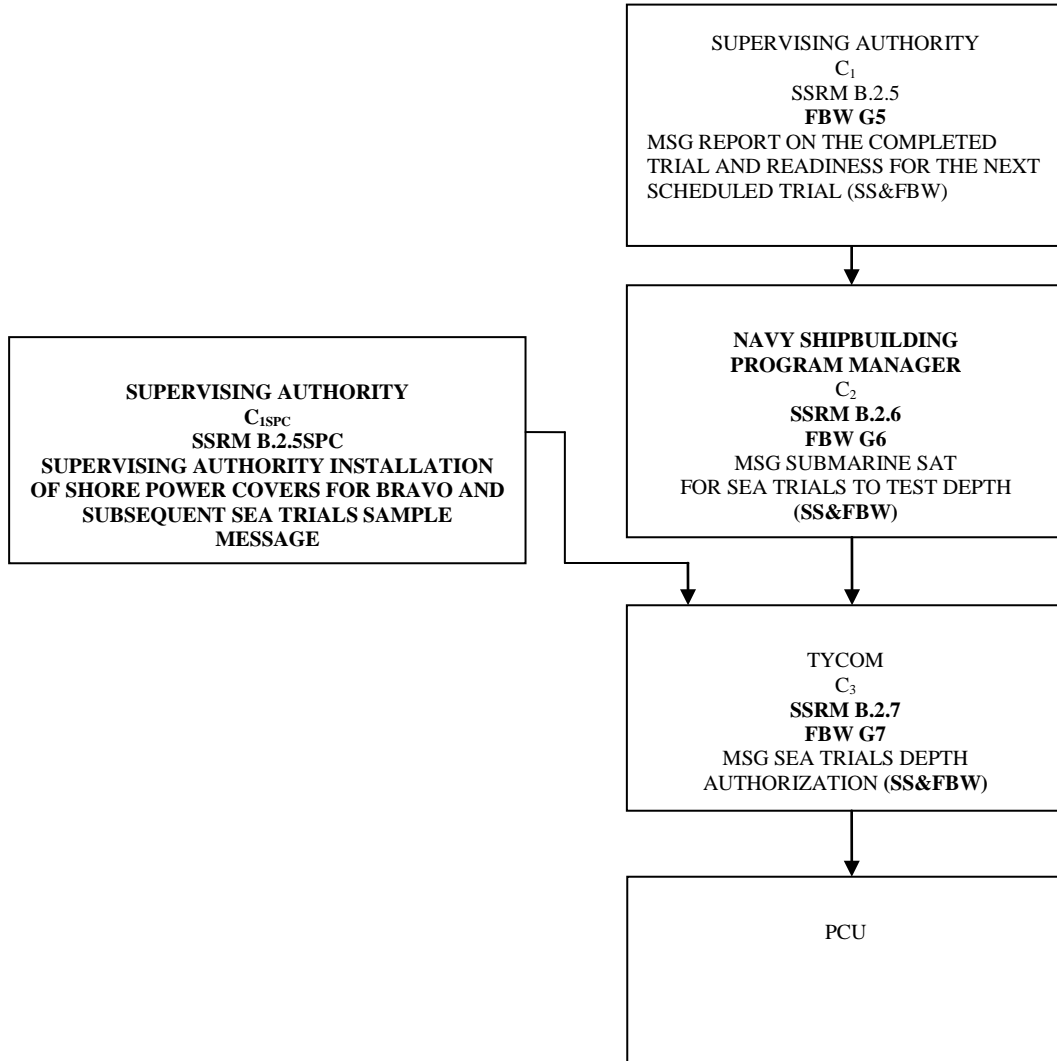 SUPERVISING AUTHORITY
C₁
SSRM B.2.5
FBW G5
MSG REPORT ON THE COMPLETED
TRIAL AND READINESS FOR THE NEXT
SCHEDULED TRIAL (SS&FBW)
NAVY SHIPBUILDING
PROGRAM MANAGER
C₂
SSRM B.2.6
FBW G6
MSG SUBMARINE SAT
FOR SEA TRIALS TO TEST DEPTH
(SS&FBW)
SUPERVISING AUTHORITY
C1SPC
SSRM B.2.5SPC
SUPERVISING AUTHORITY INSTALLATION
OF SHORE POWER COVERS FOR BRAVO AND
SUBSEQUENT SEA TRIALS SAMPLE
MESSAGE
TYCOM
C₃
SSRM B.2.7
FBW G7
MSG SEA TRIALS DEPTH
AUTHORIZATION (SS&FBW)
PCU